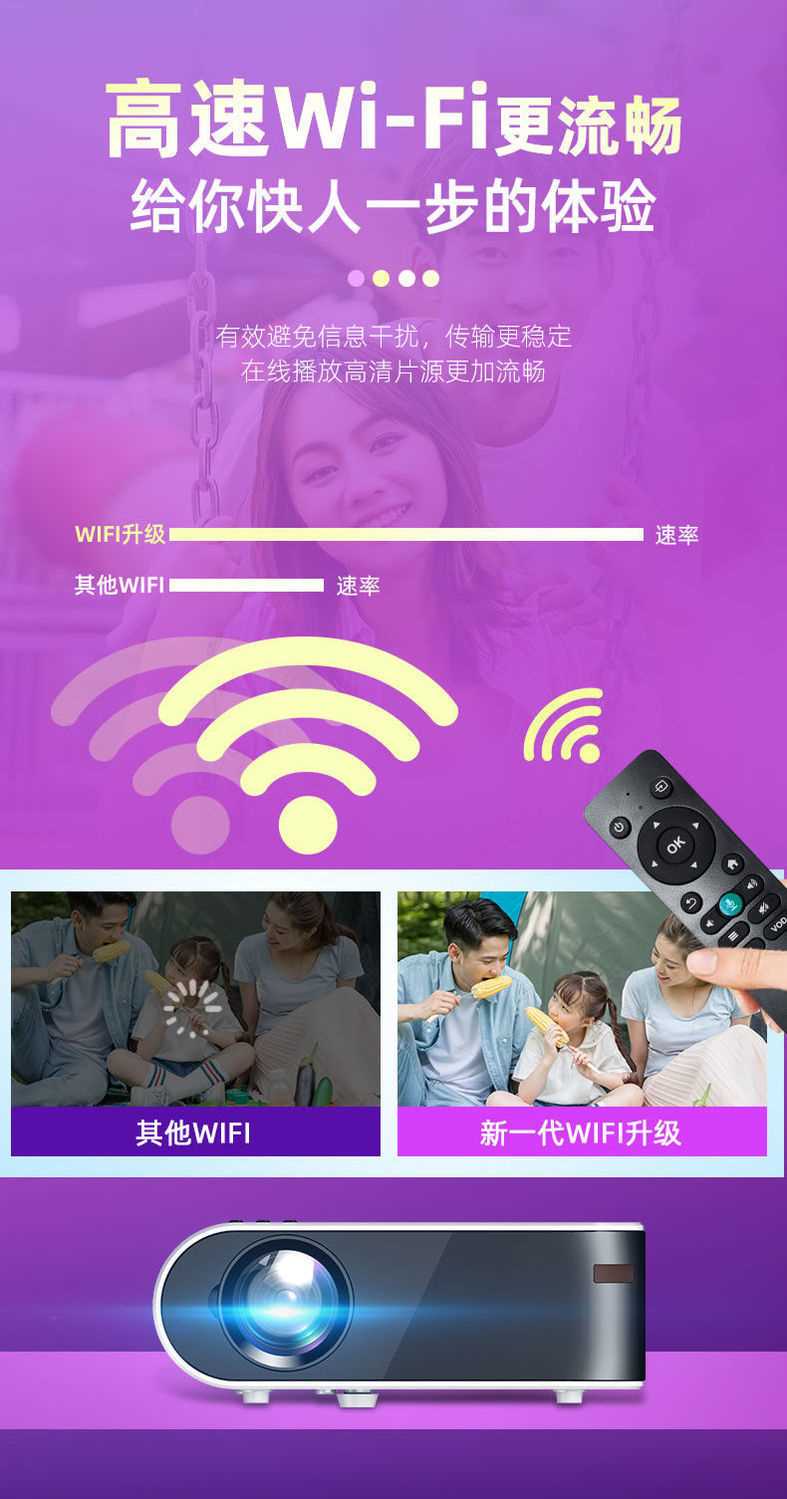 高速Wi-Fi更流畅
给你快人一步的体验
有效避免信息干扰，传输更稳定
在线播放高清片源更加流畅
WIFI升级 速率
其他WIFI 速率
OK
VOD
其他WIFI
新一代WIFI升级